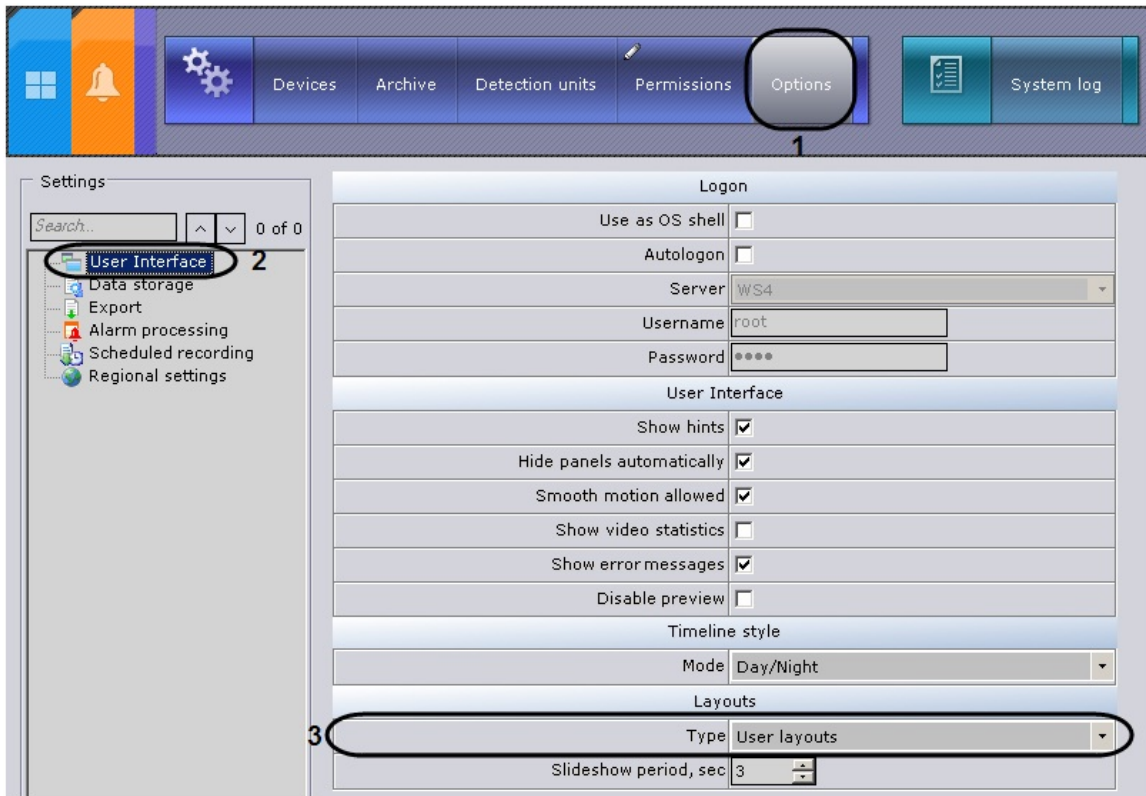 Devices Archive Detection units Permissions Options System log
1
Settings
Search... 0 of 0
User Interface 2
Data storage
Export
Alarm processing
Scheduled recording
Regional settings
Logon
Use as OS shell
Autologon
Server WS4
Username root
Password ●●●●
User Interface
Show hints
Hide panels automatically
Smooth motion allowed
Show video statistics
Show error messages
Disable preview
Timeline style
Mode Day/Night
Layouts
3 Type User layouts
Slideshow period, sec 3